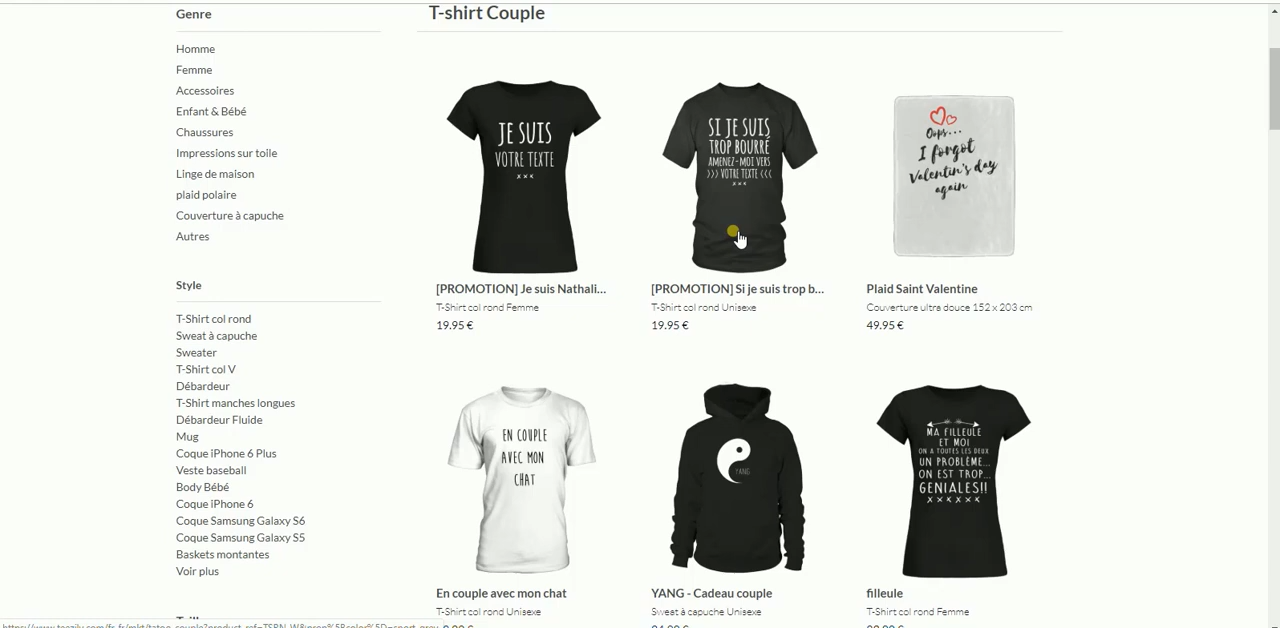 Genre
Homme
Femme
Accessoires
Enfant & Bébé
Chaussures
Impressions sur toile
Linge de maison
plaid polaire
Couverture à capuche
Autres
Style
T-Shirt col rond
Sweat à capuche
Sweater
T-Shirt col V
Débardeur
T-Shirt manches longues
Débardeur Fluide
Mug
Coque iPhone 6 Plus
Veste baseball
Body Bébé
Coque iPhone 6
Coque Samsung Galaxy S6
Coque Samsung Galaxy S5
Baskets montantes
Voir plus
T-shirt Couple
JE SUIS
VOTRE TEXTE
×××
[PROMOTION] Je suis Nathali...
T-Shirt col rond Femme
19.95 €
SI JE SUIS
TROP BOURRÉ
AMENEZ-MOI VERS
>>> VOTRE TEXTE <<<
×××
[PROMOTION] Si je suis trop b...
T-Shirt col rond Unisexe
19.95 €
Oops...
I forgot
Valentin's day
again
Plaid Saint Valentine
Couverture ultra douce 152 x 203 cm
49.95 €
EN COUPLE
AVEC MON
CHAT
En couple avec mon chat
T-Shirt col rond Unisexe
YANG
YANG - Cadeau couple
Sweat à capuche Unisexe
MA FILLEULE
ET MOI
ON A TOUTES LES DEUX
UN PROBLÈME...
ON EST TROP...
GENIALES!!
××××××
filleule
T-Shirt col rond Femme